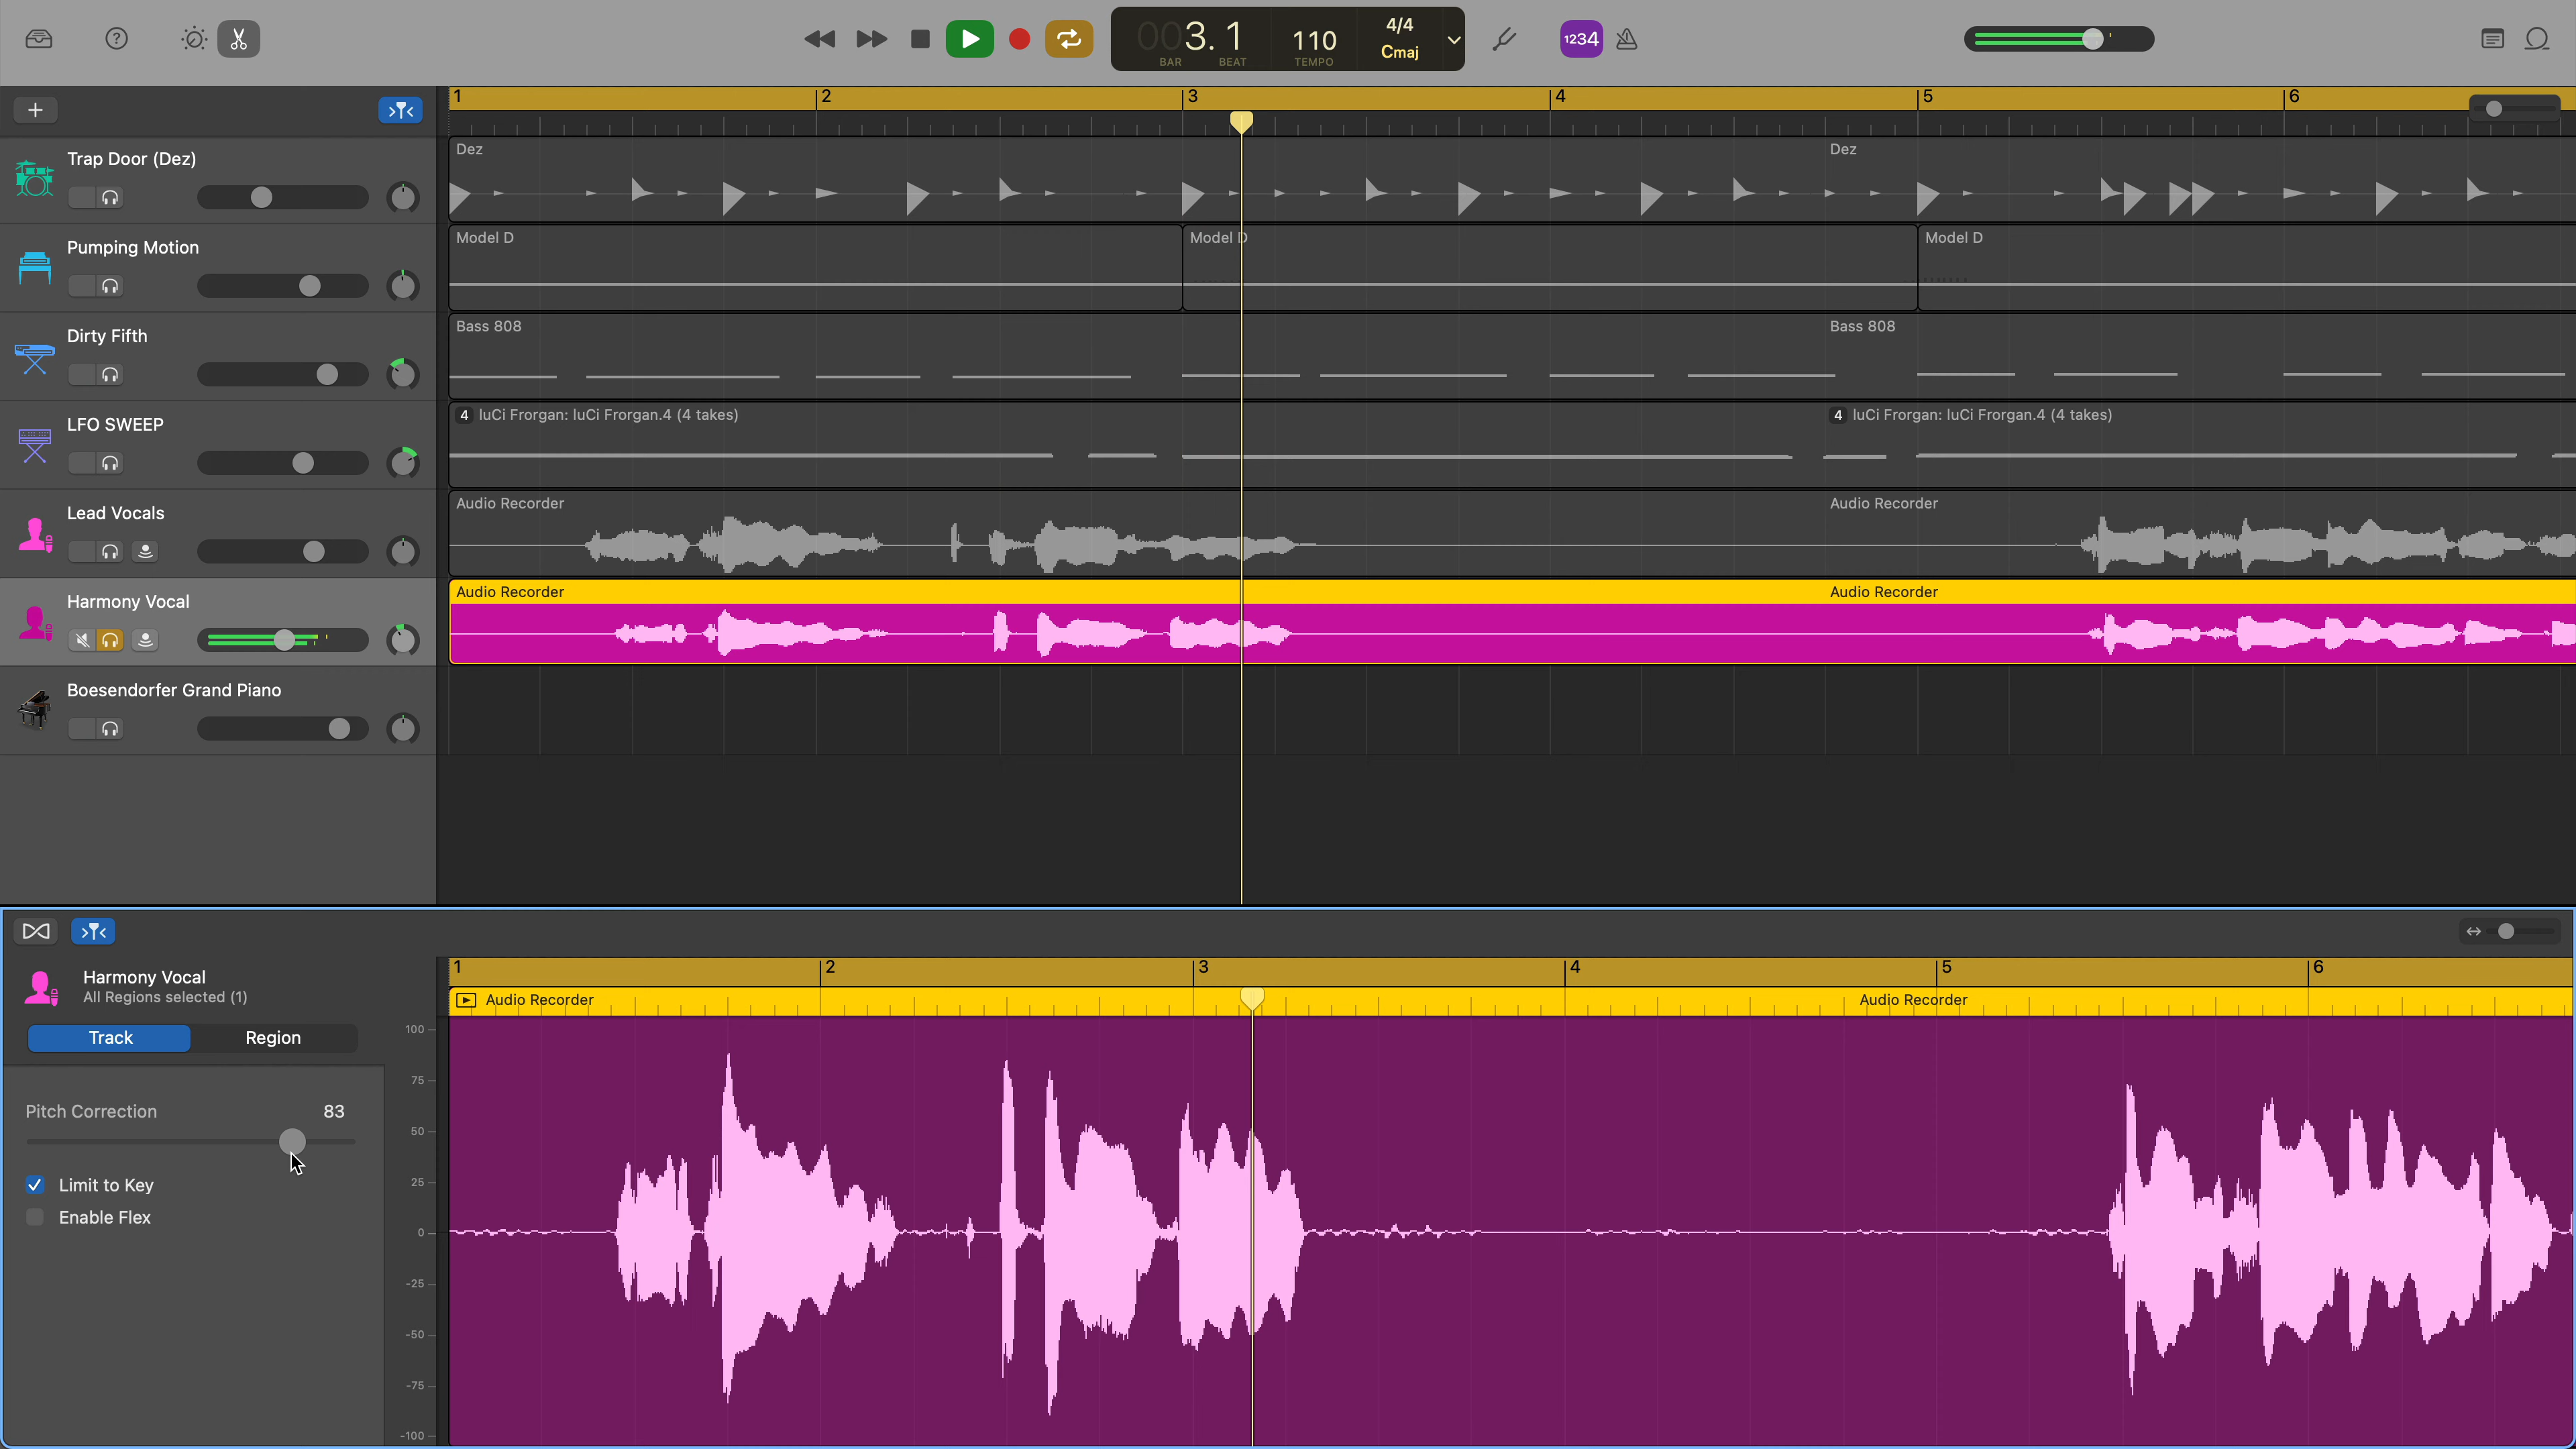 003. 1
BAR BEAT
110
TEMPO
4/4
Cmaj
1234
1 2 3 4 5 6
Trap Door (Dez)
Dez Dez
Pumping Motion
Model D Model D Model D
Dirty Fifth
Bass 808 Bass 808
LFO SWEEP
4 luCi Frorgan: luCi Frorgan.4 (4 takes) 4 luCi Frorgan: luCi Frorgan.4 (4 takes)
Lead Vocals
Audio Recorder Audio Recorder
Harmony Vocal
Audio Recorder Audio Recorder
Boesendorfer Grand Piano
1 2 3 4 5 6
Harmony Vocal
All Regions selected (1)
Audio Recorder Audio Recorder
Track Region
Pitch Correction 83
Limit to Key
Enable Flex
100
75
50
25
0
-25
-50
-75
-100